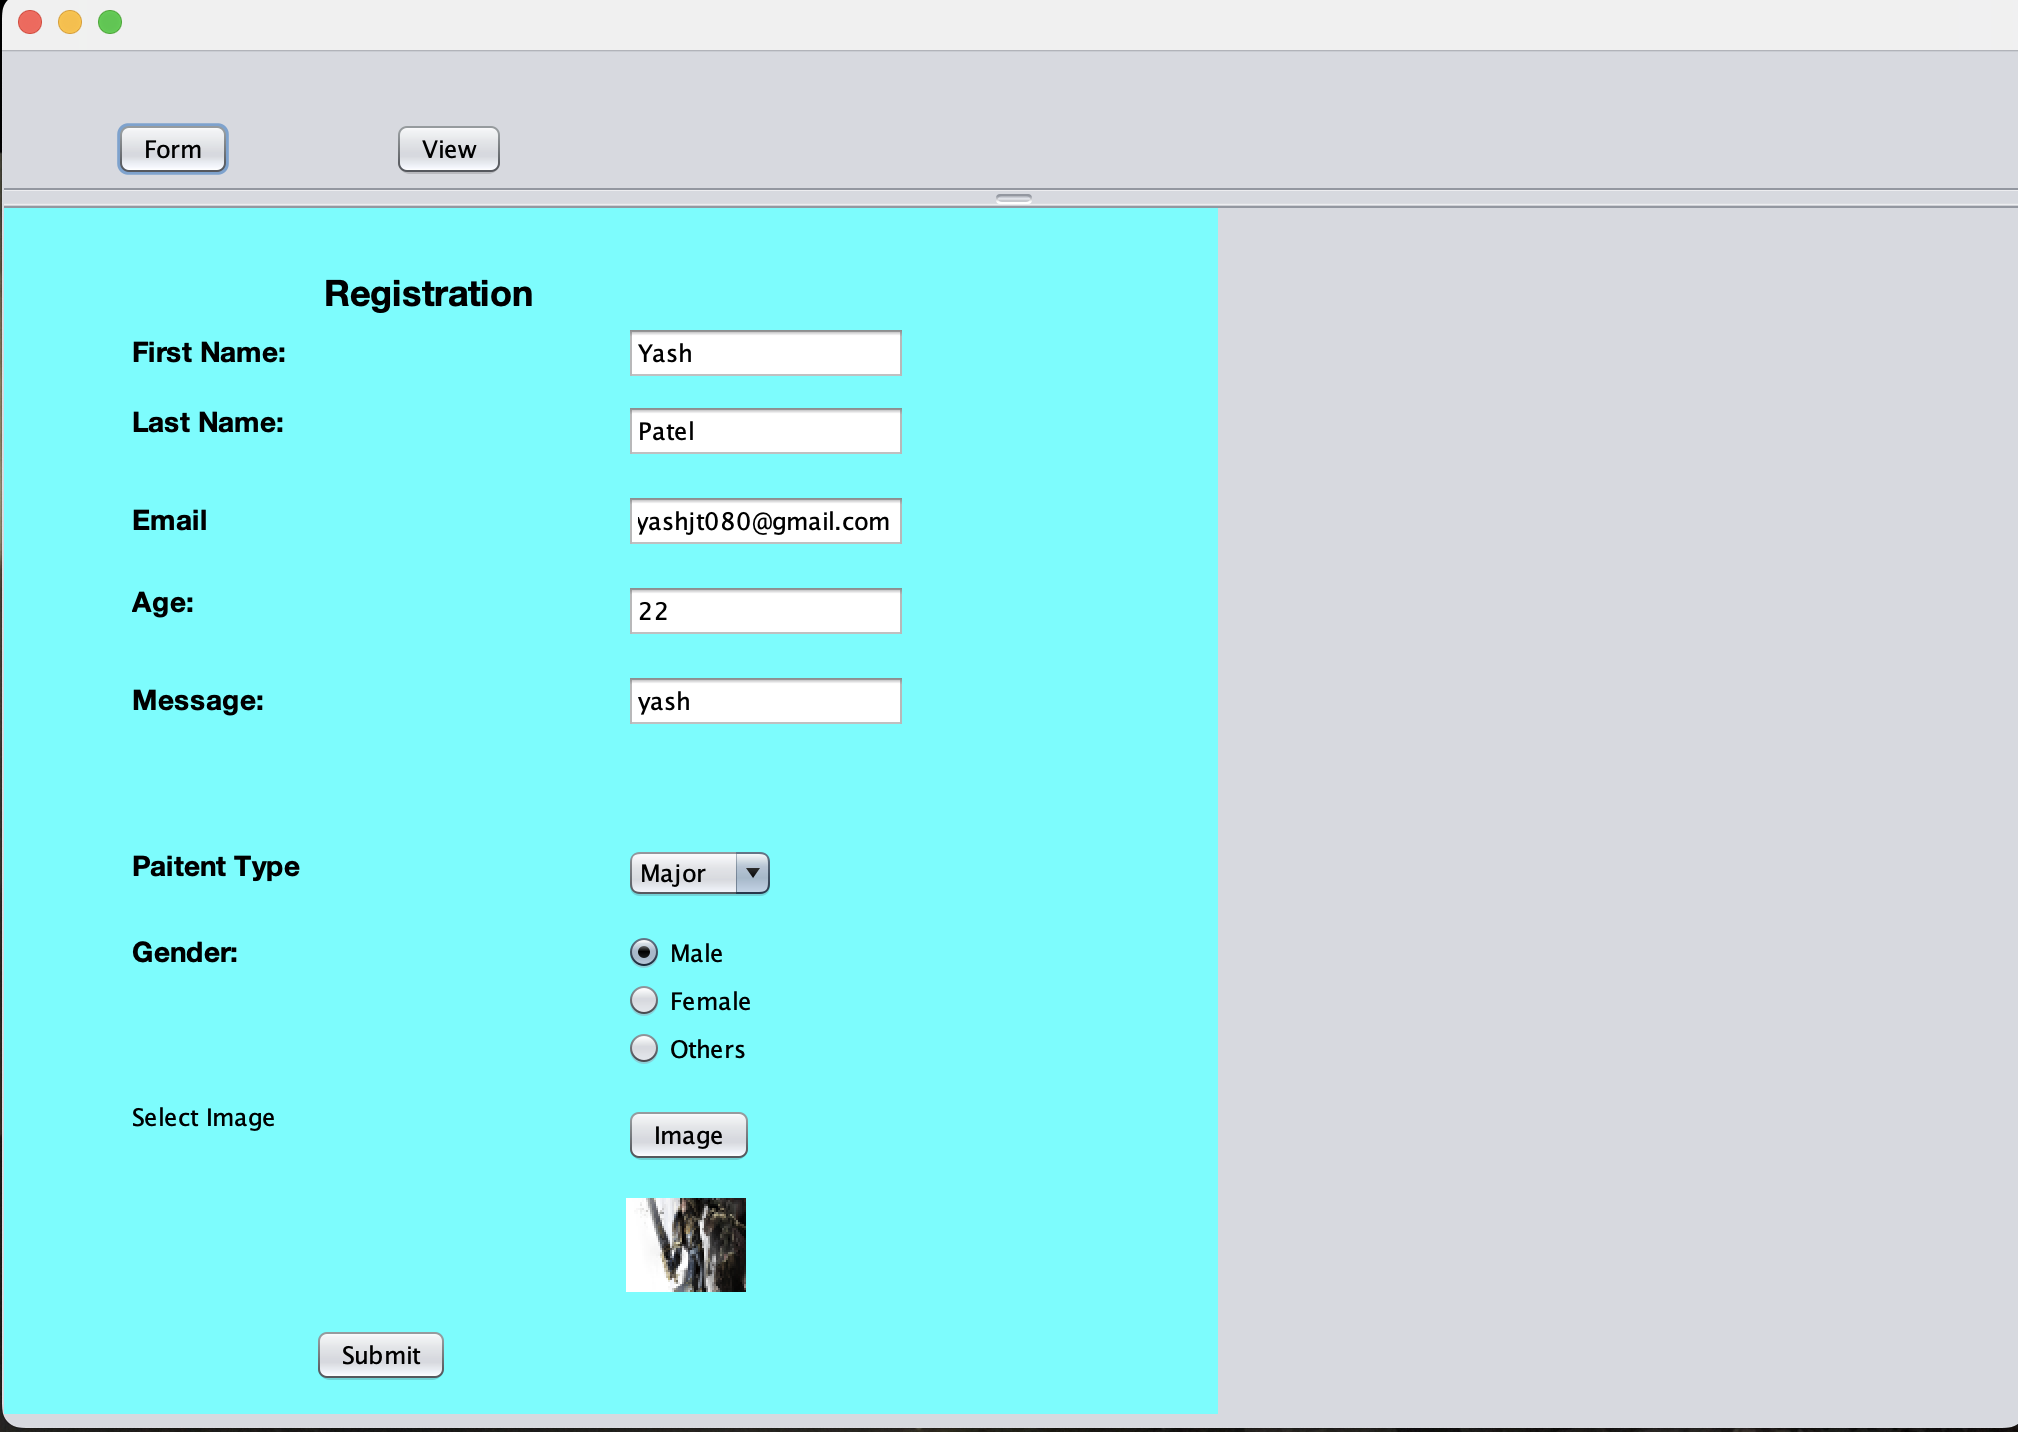 Form View
Registration
First Name: Yash
Last Name: Patel
Email yashjt080@gmail.com
Age: 22
Message: yash
Paitent Type Major
Gender: Male
Female
Others
Select Image Image
Submit